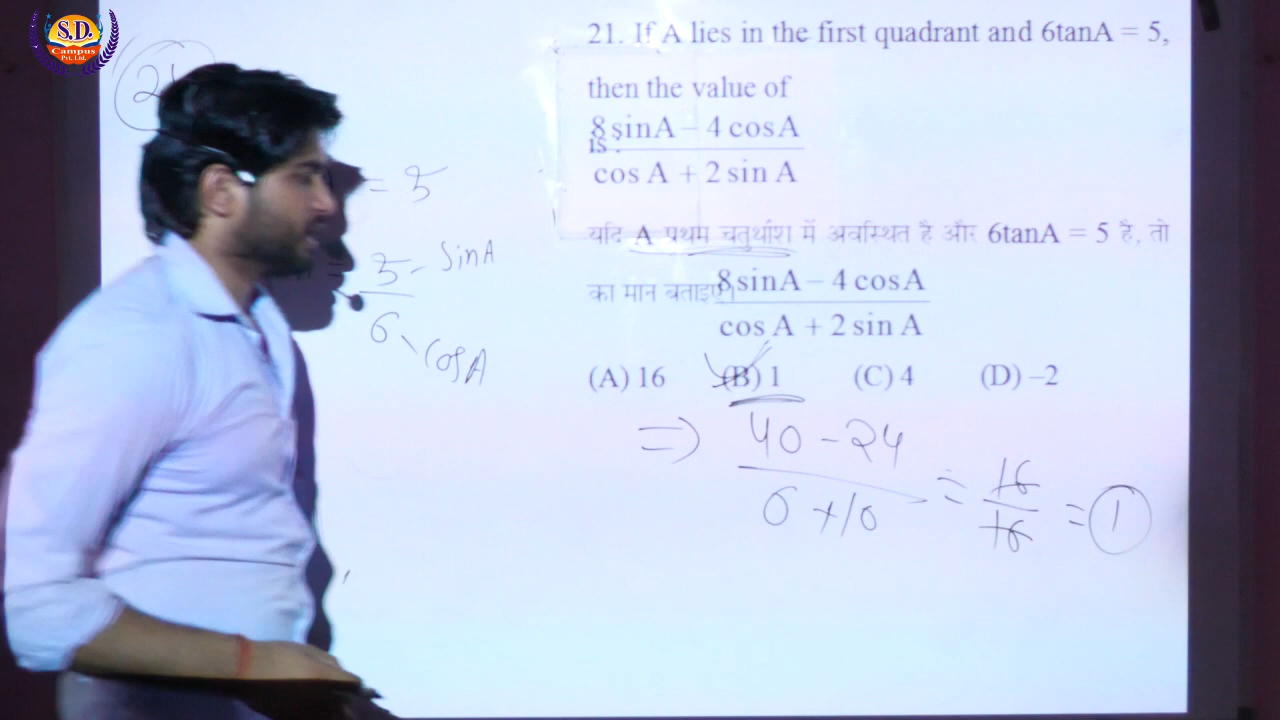 S.D.
Campus
Pvt. Ltd.
21. If A lies in the first quadrant and 6tanA = 5,
then the value of
8 sinA – 4 cosA
is :
cos A + 2 sin A
यदि A प्रथम चतुर्थांश में अवस्थित है और 6tanA = 5 है, तो
8 sinA – 4 cosA
का मान बताइए।
cos A + 2 sin A
(A) 16 (B) 1 (C) 4 (D) –2
= 5
5 – SinA
6 CosA
⇒ 40 – 24
6 + 10
= 16
16
= 1